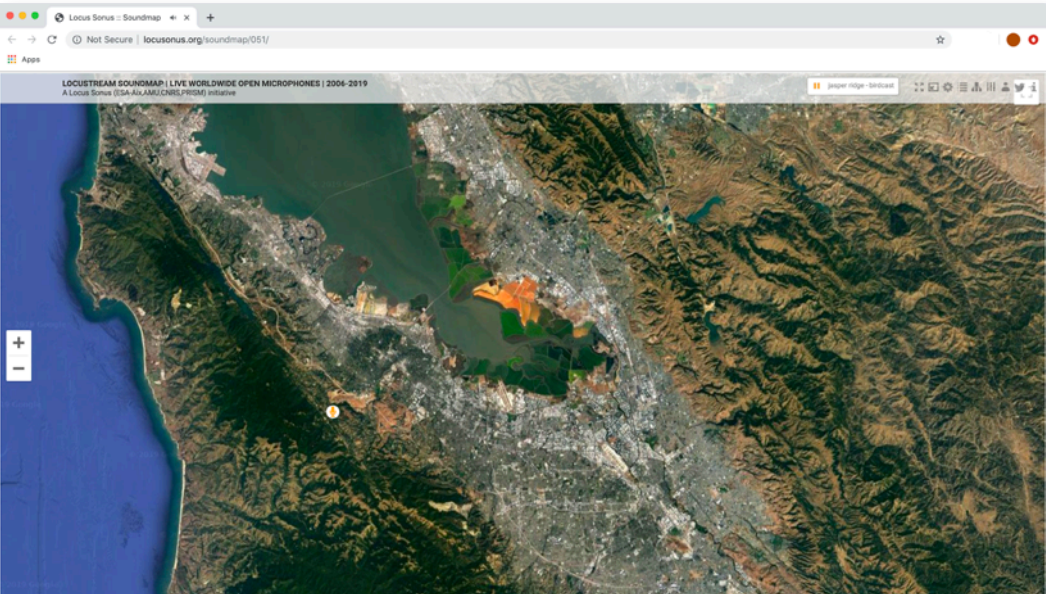 Locus Sonus :: Soundmap
Not Secure | locusonus.org/soundmap/051/
Apps
LOCUSTREAM SOUNDMAP | LIVE WORLDWIDE OPEN MICROPHONES | 2006-2019
A Locus Sonus (ESA-Aix,AMU,CNRS,PRISM) initiative
jasper ridge - birdcast